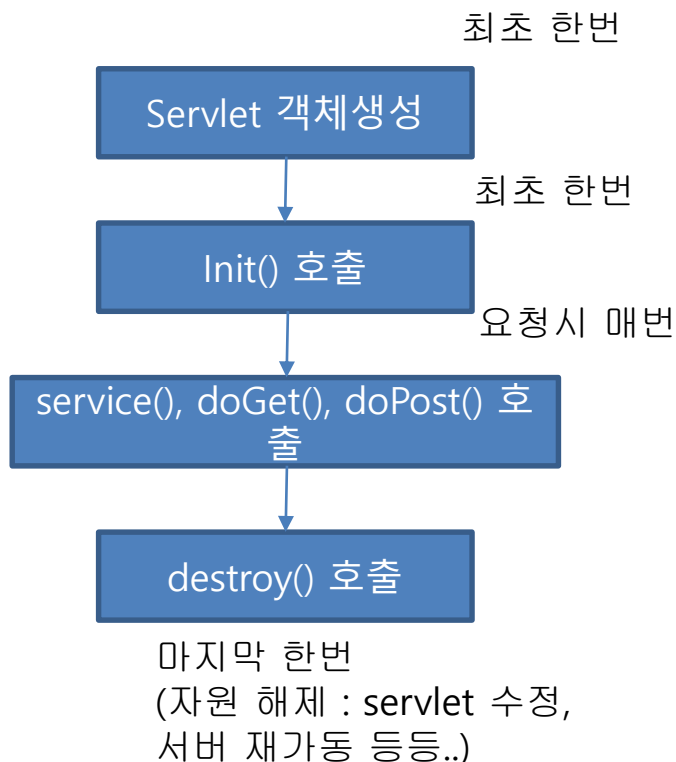 최초 한번
Servlet 객체생성
최초 한번
Init() 호출
요청시 매번
service(), doGet(), doPost() 호
출
destroy() 호출
마지막 한번
(자원 해제 : servlet 수정,
서버 재가동 등등..)